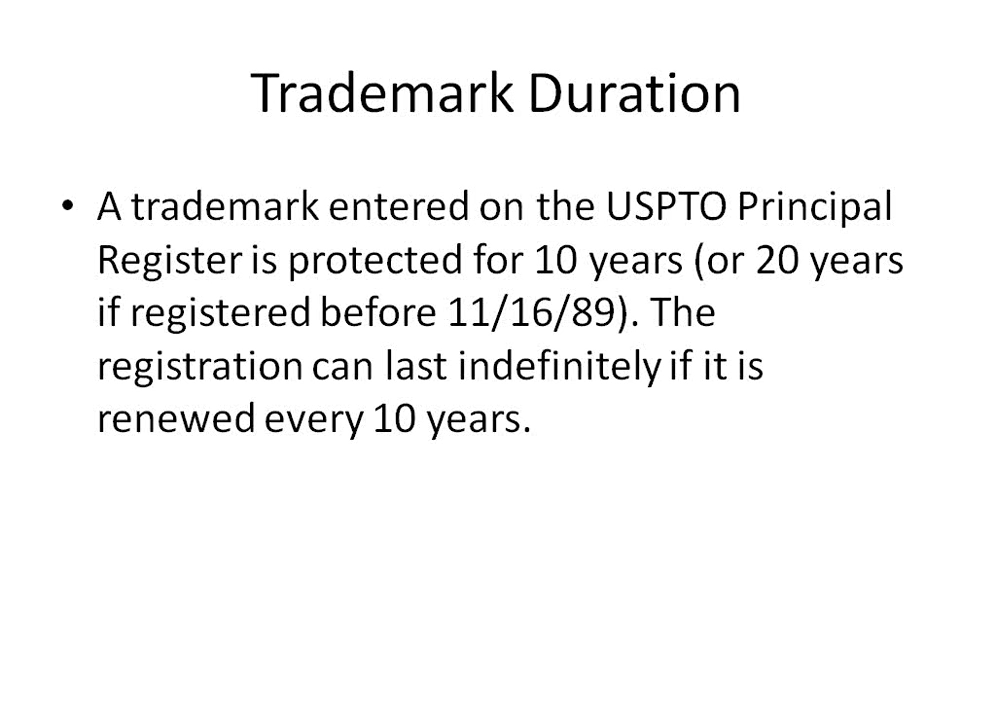 Trademark Duration
• A trademark entered on the USPTO Principal
Register is protected for 10 years (or 20 years
if registered before 11/16/89). The
registration can last indefinitely if it is
renewed every 10 years.